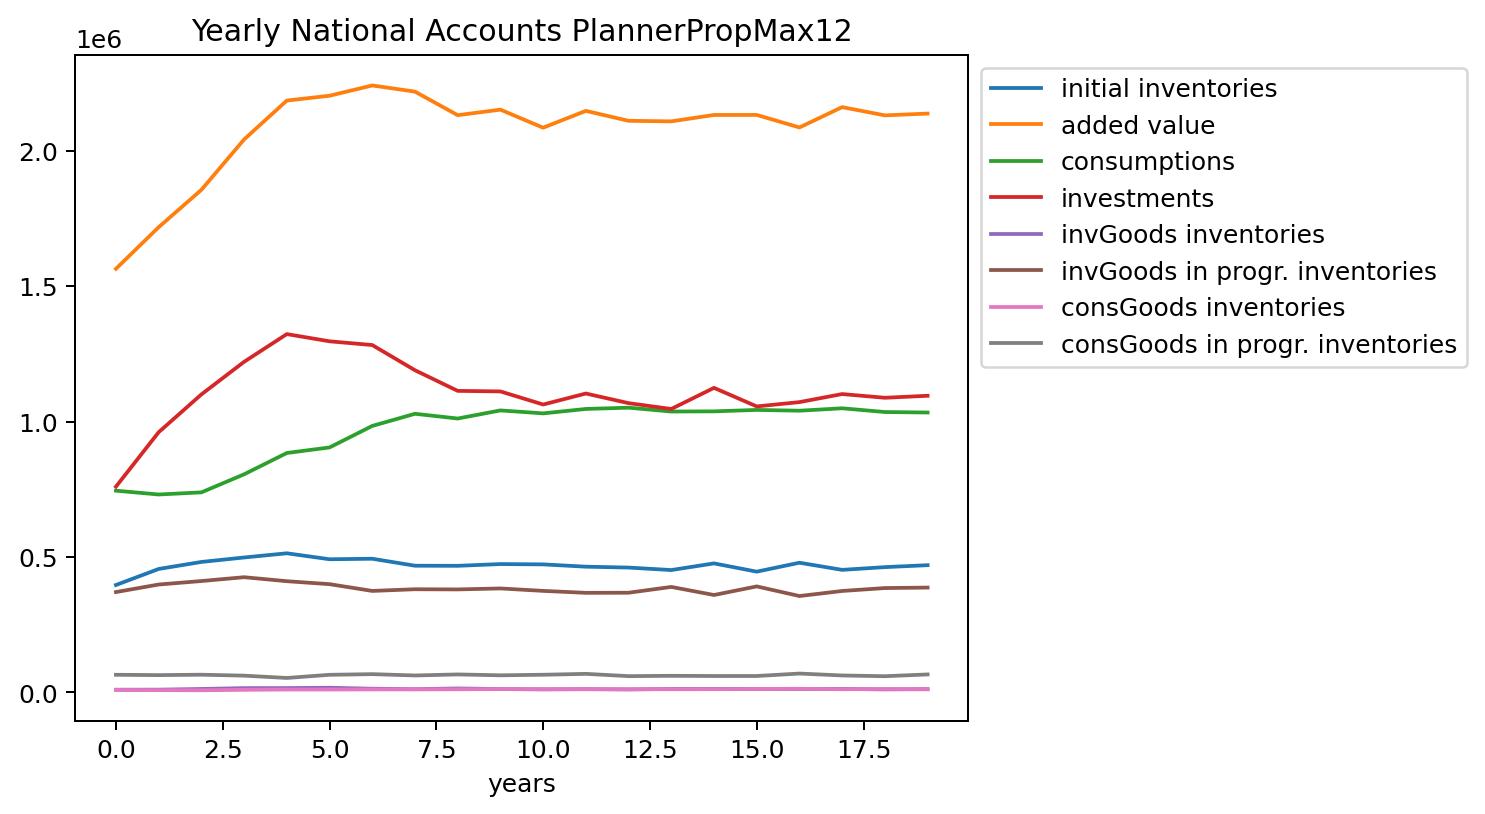 Yearly National Accounts PlannerPropMax12
1e6
2.0
1.5
1.0
0.5
0.0
0.0 2.5 5.0 7.5 10.0 12.5 15.0 17.5
years
initial inventories
added value
consumptions
investments
invGoods inventories
invGoods in progr. inventories
consGoods inventories
consGoods in progr. inventories